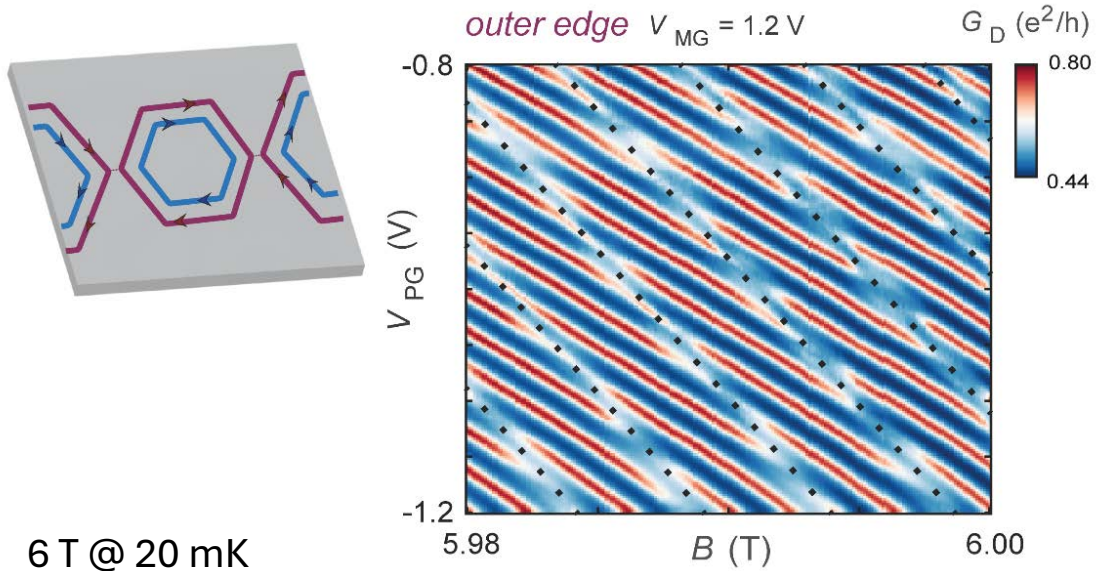 outer edge V MG = 1.2 V
G D (e²/h)
0.80
0.44
-0.8
V PG (V)
-1.2
5.98
B (T)
6.00
6 T @ 20 mK